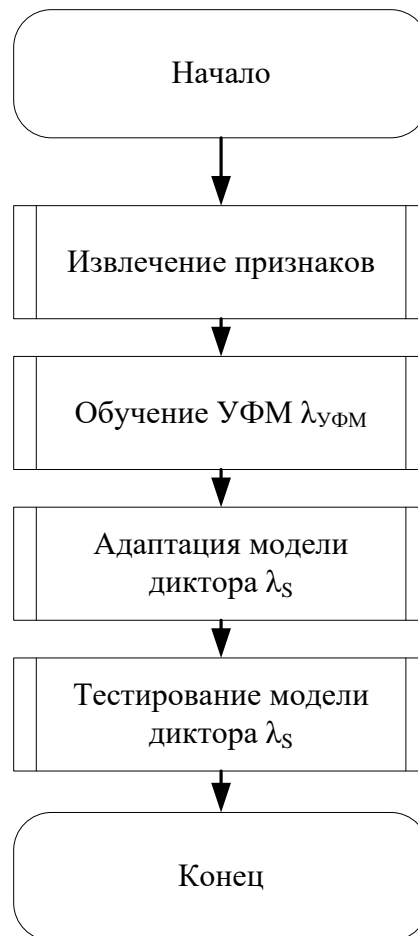 Начало
Извлечение признаков
Обучение УФМ λУФМ
Адаптация модели
диктора λS
Тестирование модели
диктора λS
Конец